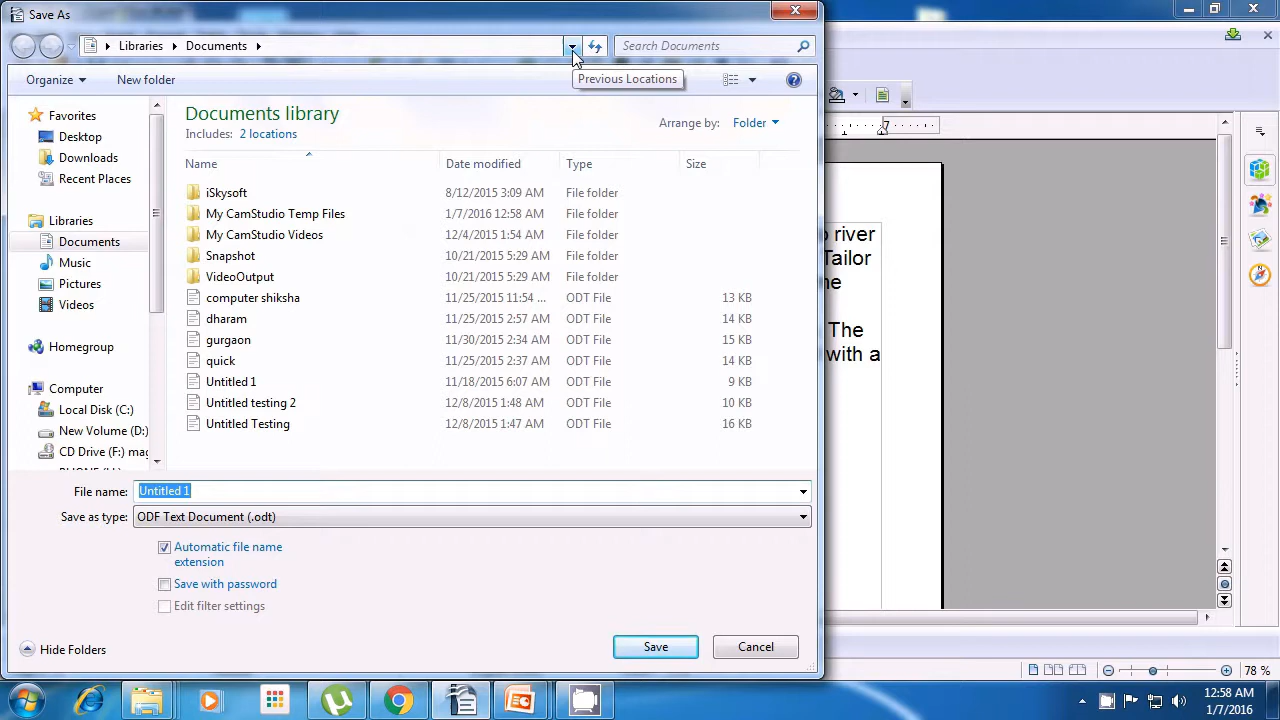 Save As
Libraries Documents
Search Documents
Previous Locations
Organize New folder
Favorites
Desktop
Downloads
Recent Places
Libraries
Documents
Music
Pictures
Videos
Homegroup
Computer
Local Disk (C:)
New Volume (D:)
CD Drive (F:) mag
Documents library
Includes: 2 locations
Arrange by: Folder
Name Date modified Type Size
iSkysoft 8/12/2015 3:09 AM File folder
My CamStudio Temp Files 1/7/2016 12:58 AM File folder
My CamStudio Videos 12/4/2015 1:54 AM File folder
Snapshot 10/21/2015 5:29 AM File folder
VideoOutput 10/21/2015 5:29 AM File folder
computer shiksha 11/25/2015 11:54 ... ODT File 13 KB
dharam 11/25/2015 2:57 AM ODT File 14 KB
gurgaon 11/30/2015 2:34 AM ODT File 15 KB
quick 11/25/2015 2:37 AM ODT File 14 KB
Untitled 1 11/18/2015 6:07 AM ODT File 9 KB
Untitled testing 2 12/8/2015 1:48 AM ODT File 10 KB
Untitled Testing 12/8/2015 1:47 AM ODT File 16 KB
File name: Untitled 1
Save as type: ODF Text Document (.odt)
Automatic file name
extension
Save with password
Edit filter settings
Hide Folders
Save Cancel
7
river
Tailor
The
with a
78 %
12:58 AM
1/7/2016